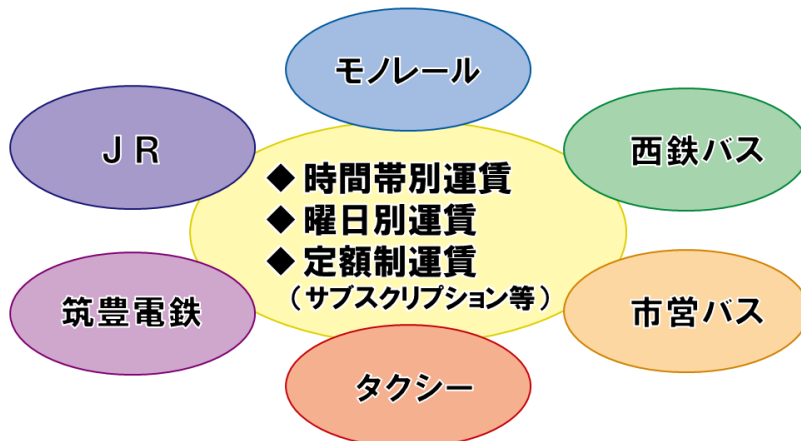 モノレール
JR
西鉄バス
◆ 時間帯別運賃
◆ 曜日別運賃
◆ 定額制運賃
（サブスクリプション等）
筑豊電鉄
市営バス
タクシー